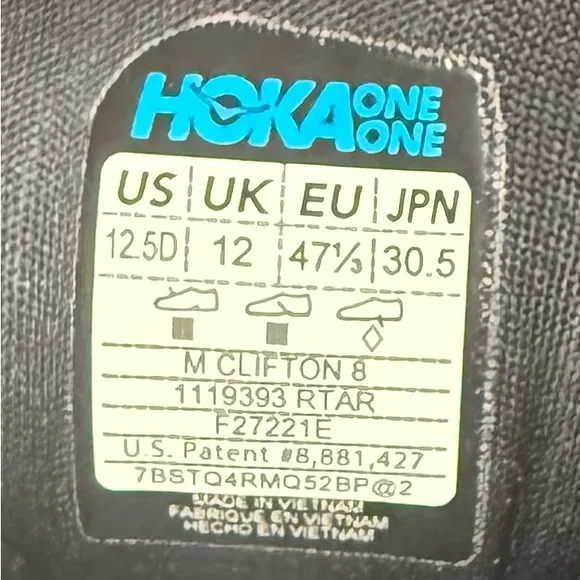 HOKA ONE ONE
US UK EU JPN
12.5D 12 47⅓ 30.5
M CLIFTON 8
1119393 RTAR
F27221E
U.S. Patent #8,881,427
7BSTQ4RMQ52BP@2
MADE IN VIETNAM
FABRIQUE EN VIETNAM
HECHO EN VIETNAM